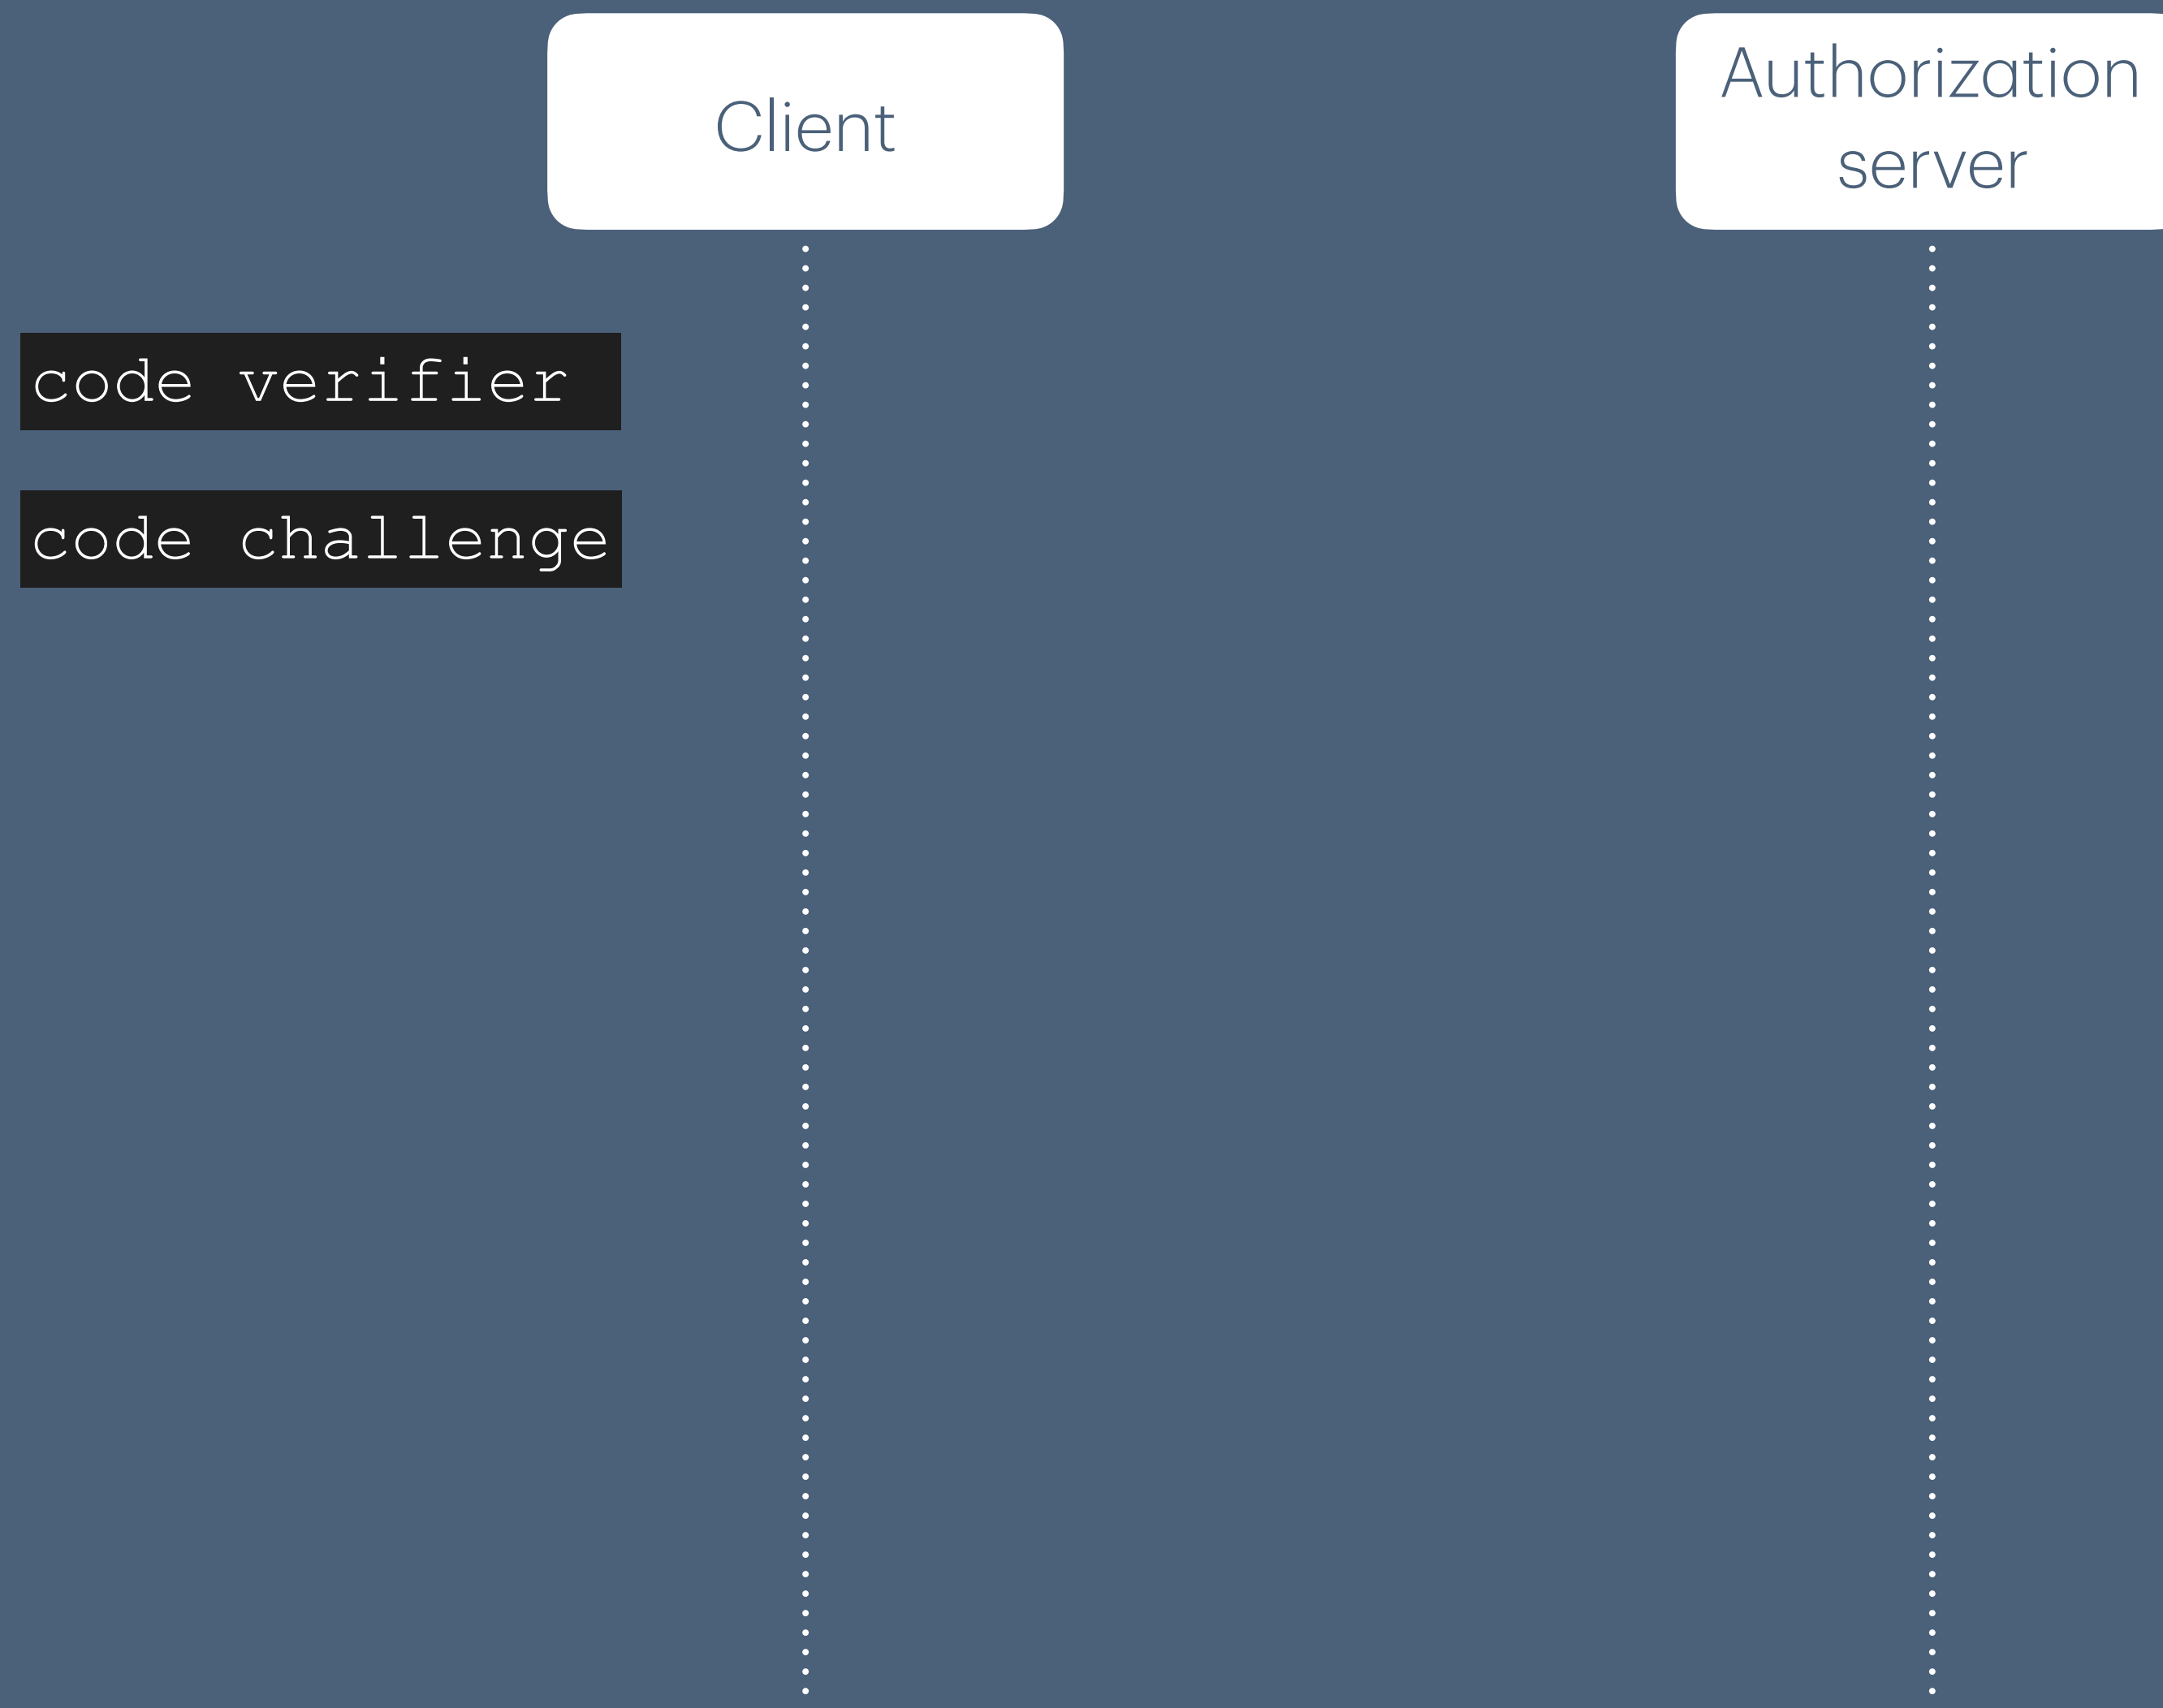 Client
Authorization
server
code verifier
code challenge